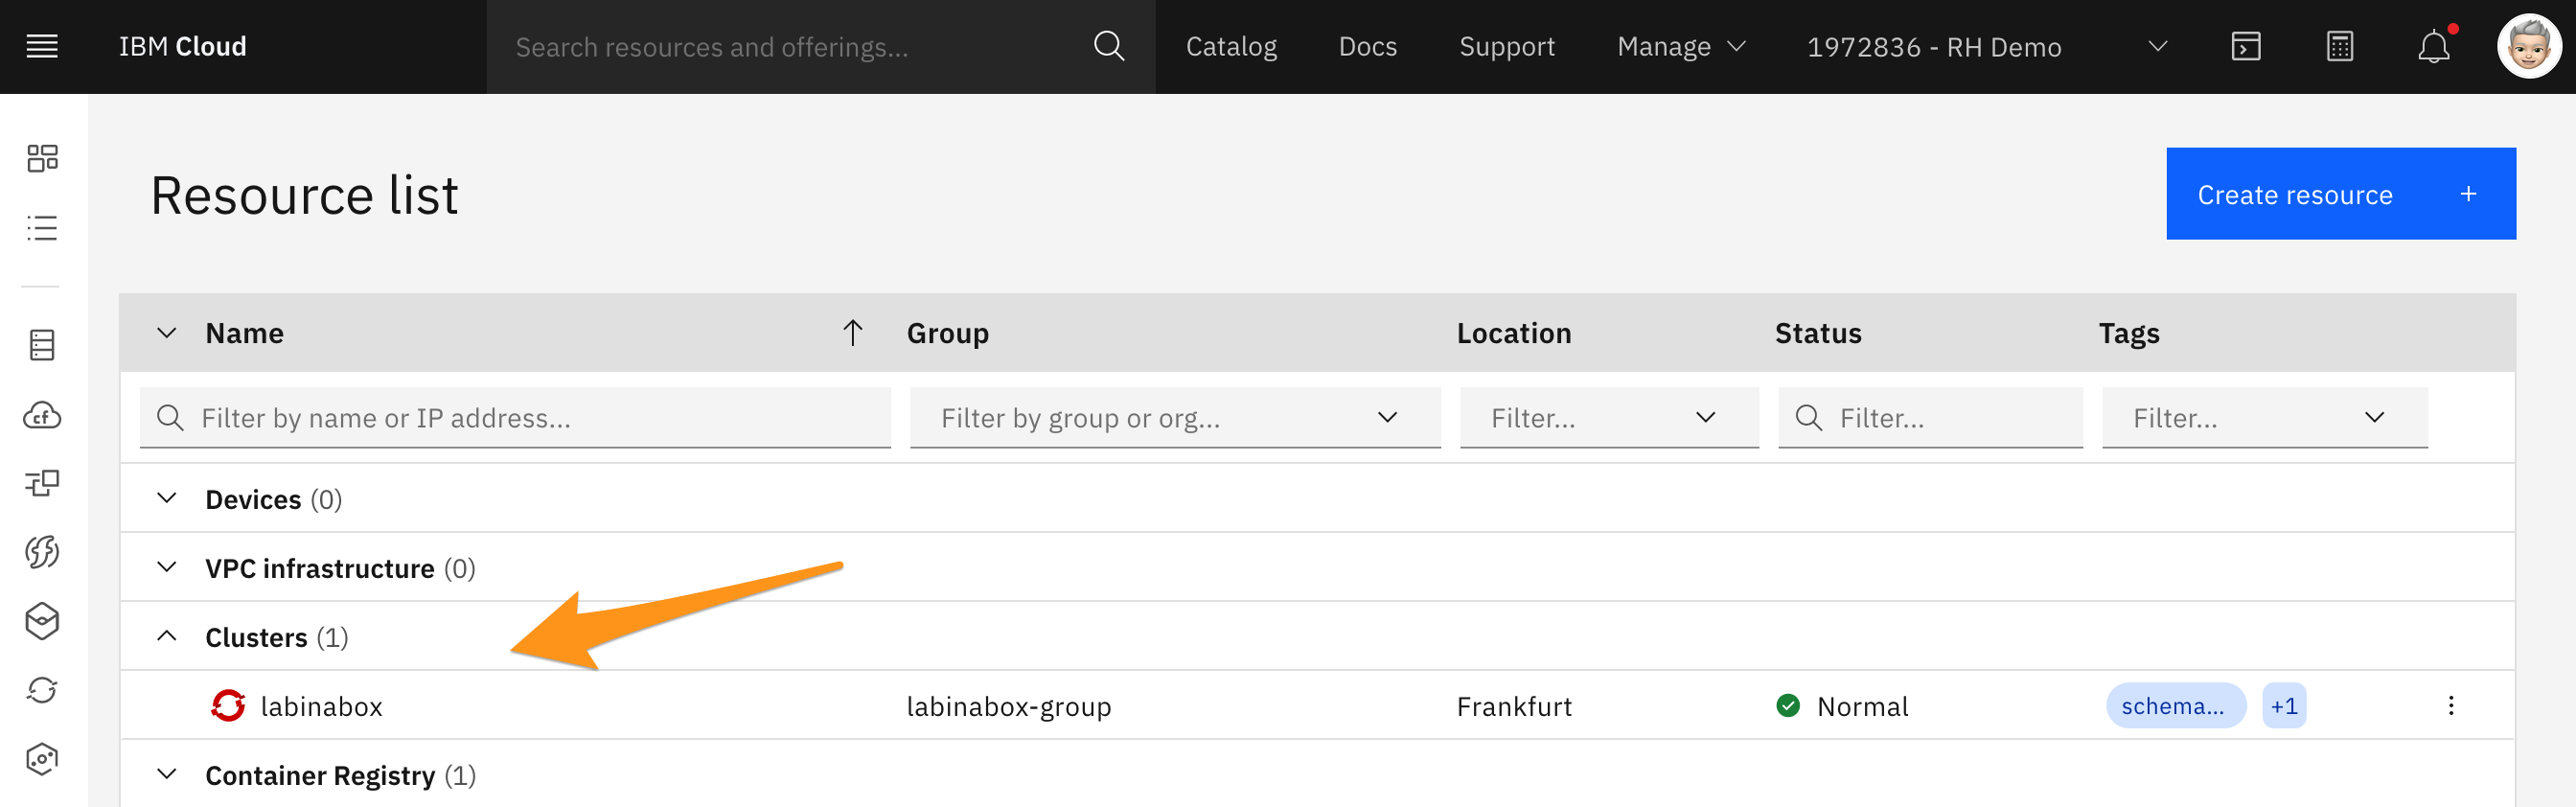 IBM Cloud
Search resources and offerings...
Catalog
Docs
Support
Manage
1972836 - RH Demo
Resource list
Create resource +
Name
Group
Location
Status
Tags
Filter by name or IP address...
Filter by group or org...
Filter...
Filter...
Filter...
cf
Devices (0)
VPC infrastructure (0)
Clusters (1)
labinabox
labinabox-group
Frankfurt
Normal
schema...
+1
Container Registry (1)